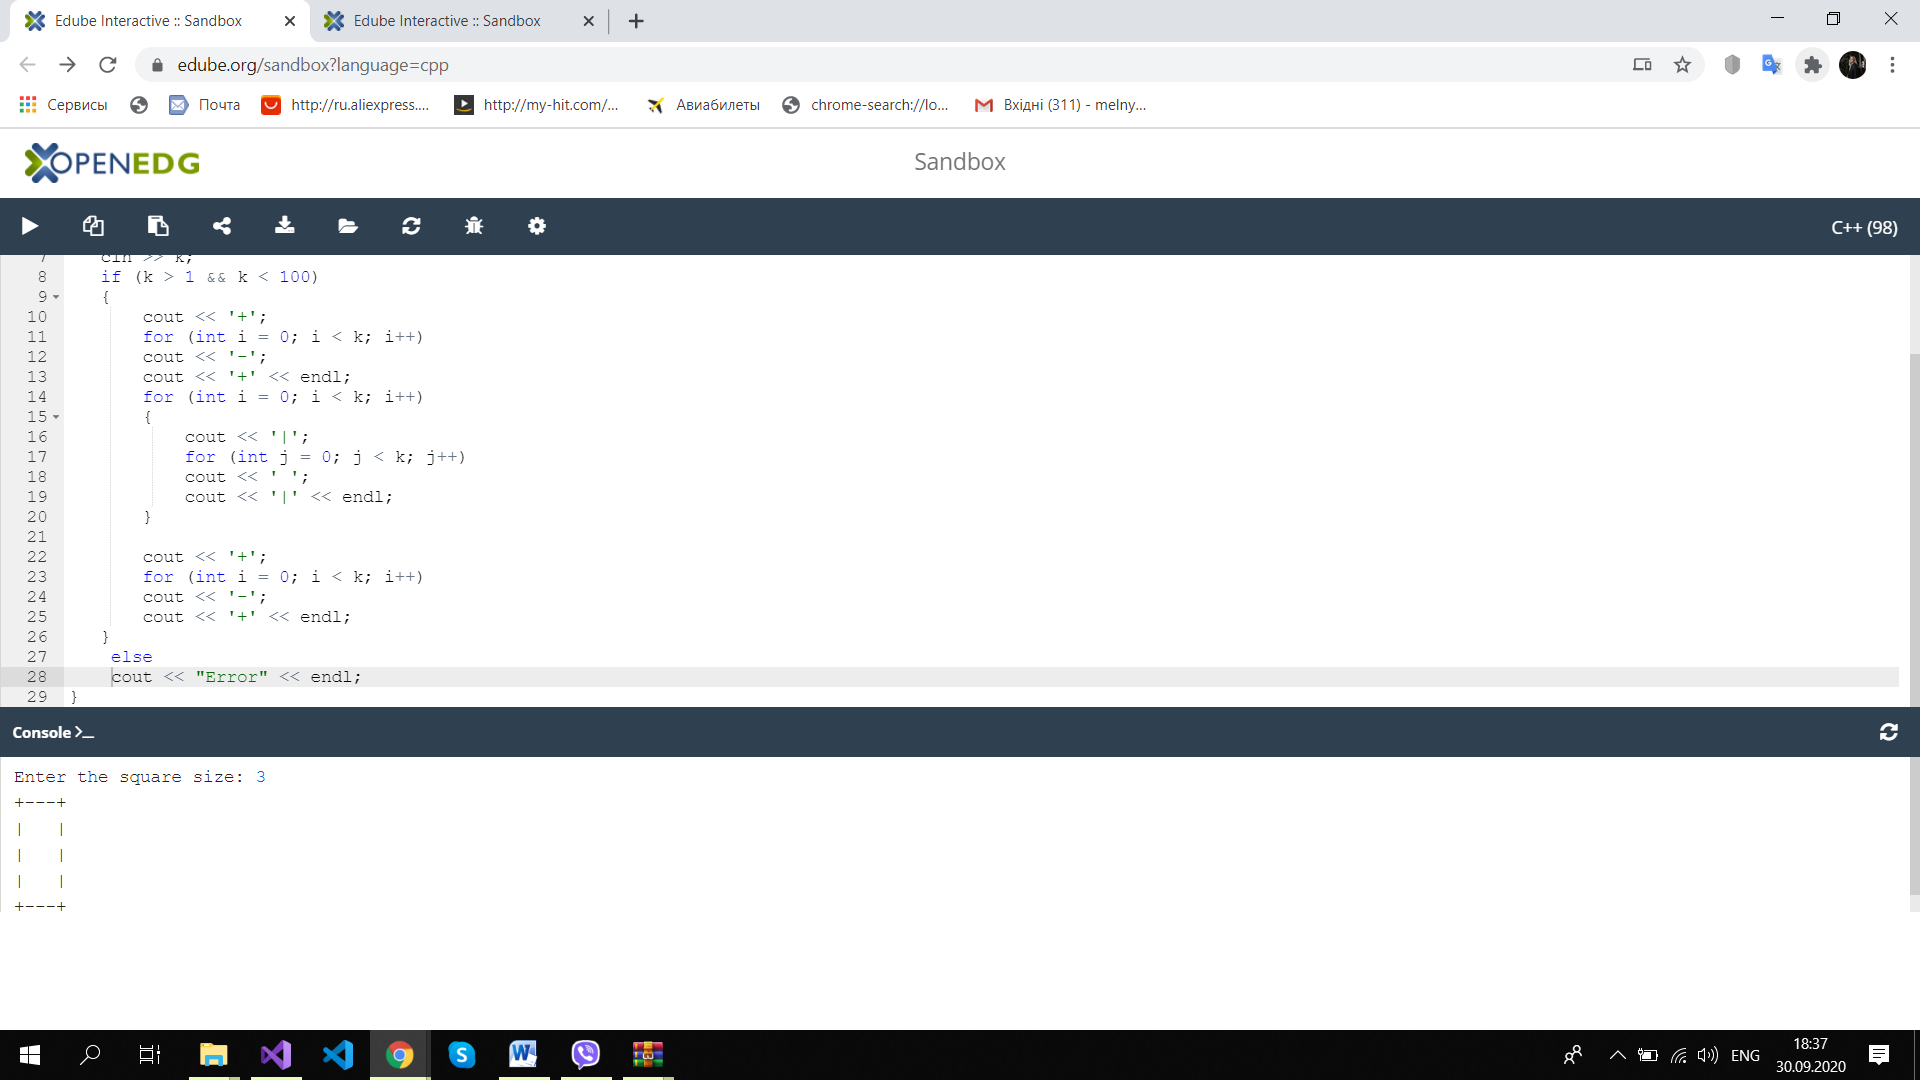 Edube Interactive :: Sandbox
Edube Interactive :: Sandbox
edube.org/sandbox?language=cpp
Сервисы
Почта
http://ru.aliexpress....
http://my-hit.com/...
Авиабилеты
chrome-search://lo...
Вхідні (311) - melny...
OPENEDG
Sandbox
C++ (98)
7 cin >> k;
8 if (k > 1 && k < 100)
9 {
10 cout << '+';
11 for (int i = 0; i < k; i++)
12 cout << '-';
13 cout << '+' << endl;
14 for (int i = 0; i < k; i++)
15 {
16 cout << '|';
17 for (int j = 0; j < k; j++)
18 cout << ' ';
19 cout << '|' << endl;
20 }
21
22 cout << '+';
23 for (int i = 0; i < k; i++)
24 cout << '-';
25 cout << '+' << endl;
26 }
27 else
28 cout << "Error" << endl;
29 }
Console >_
Enter the square size: 3
+---+
|   |
|   |
|   |
+---+
ENG
18:37
30.09.2020